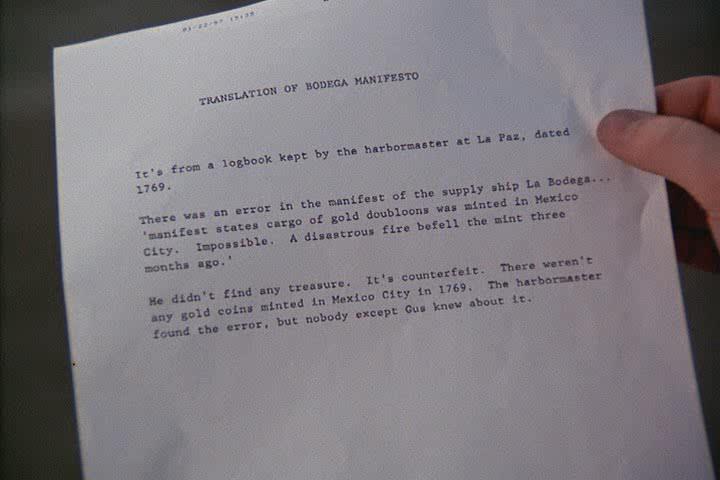 TRANSLATION OF BODEGA MANIFESTO
It's from a logbook kept by the harbormaster at La Paz, dated
1769.
There was an error in the manifest of the supply ship La Bodega...
'manifest states cargo of gold doubloons was minted in Mexico
City. Impossible. A disastrous fire befell the mint three
months ago.'
He didn't find any treasure. It's counterfeit. There weren't
any gold coins minted in Mexico City in 1769. The harbormaster
found the error, but nobody except Gus knew about it.